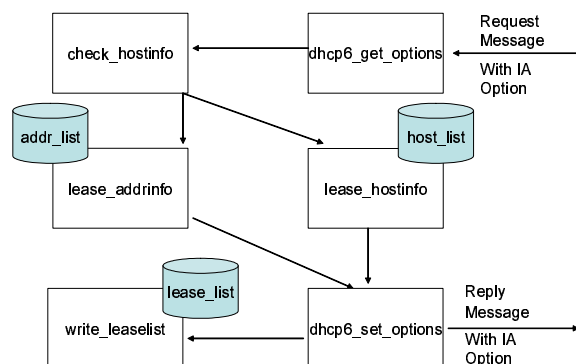 check_hostinfo
dhcp6_get_options
Request
Message
With IA
Option
addr_list
host_list
lease_addrinfo
lease_hostinfo
lease_list
write_leaselist
dhcp6_set_options
Reply
Message
With IA
Option